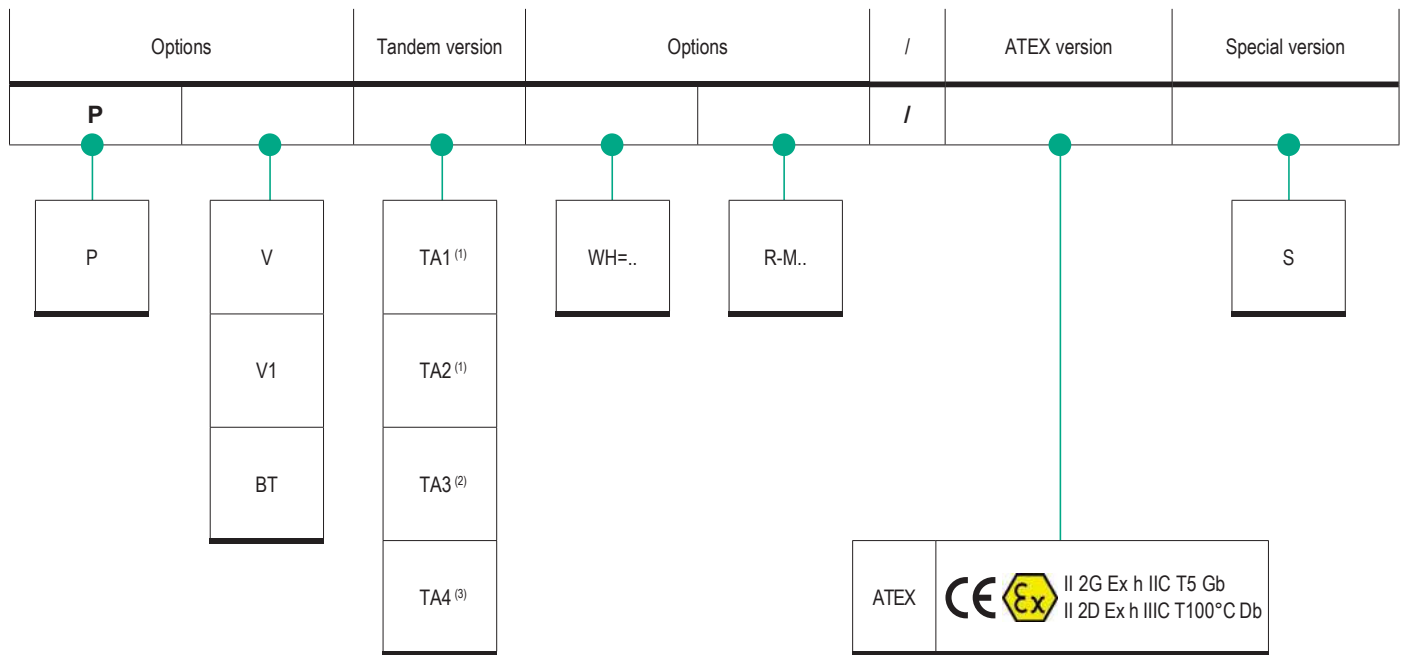 Options Tandem version Options / ATEX version Special version
P /
P V TA1 (1) WH=.. R-M.. S
V1 TA2 (1)
BT TA3 (2)
TA4 (3)
ATEX CE Ex II 2G Ex h IIC T5 Gb
II 2D Ex h IIIC T100°C Db